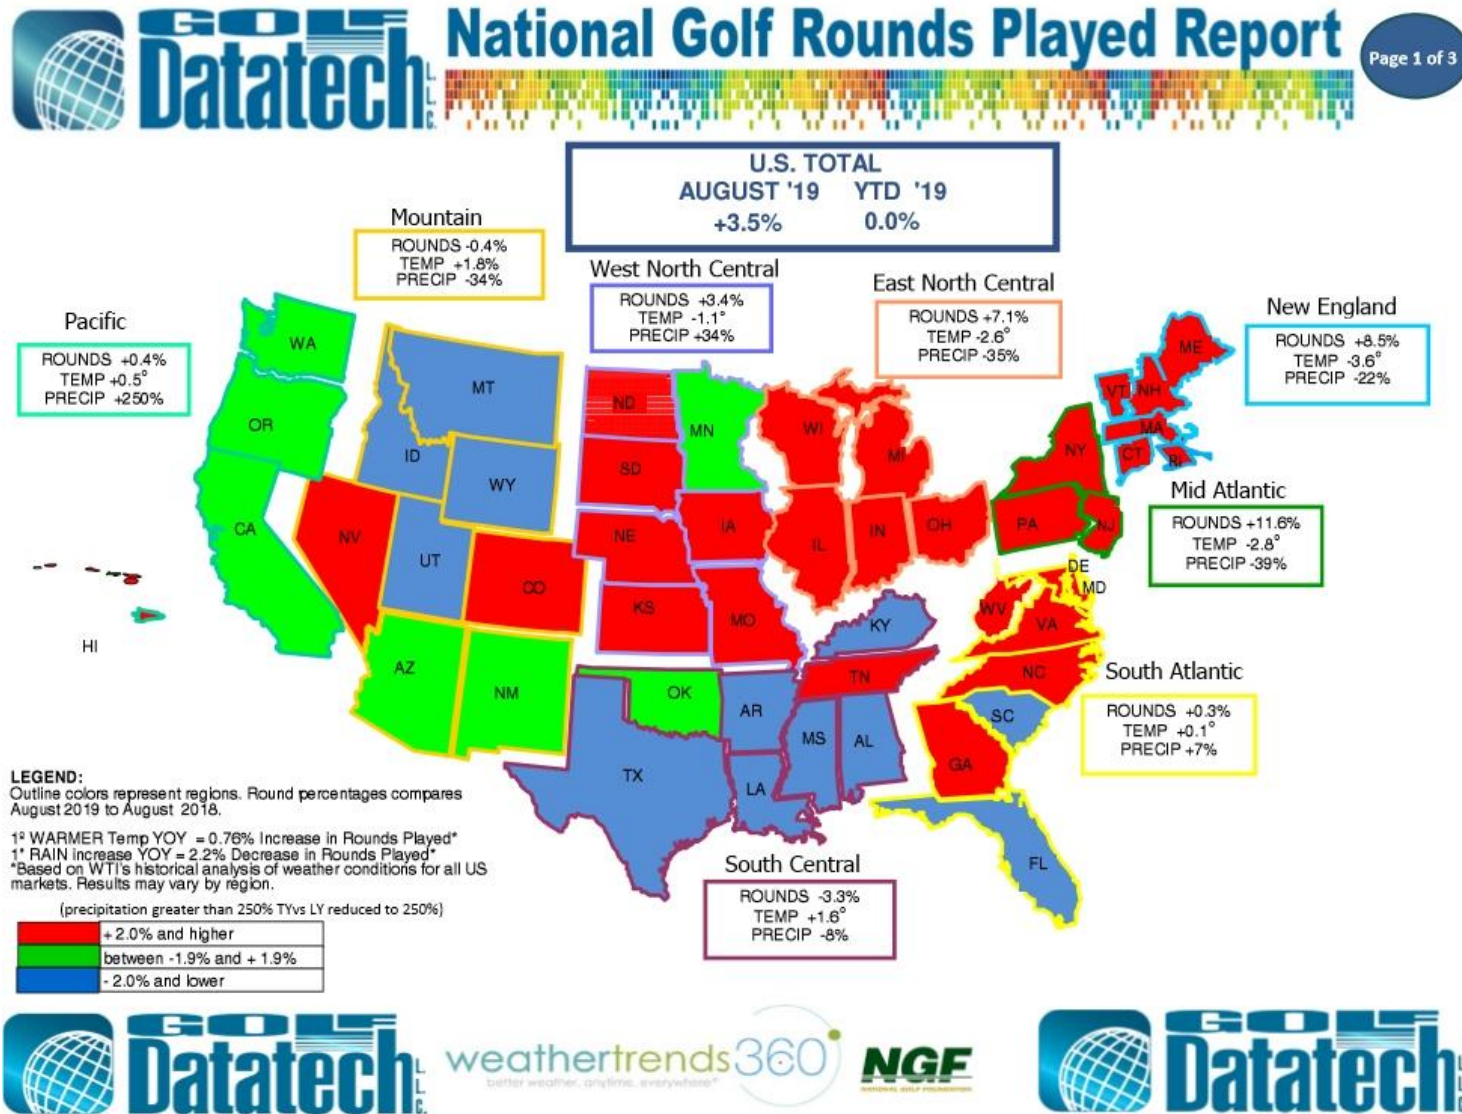 GOLF
Datatech
L.L.C.
National Golf Rounds Played Report
Page 1 of 3
U.S. TOTAL
AUGUST '19 YTD '19
+3.5% 0.0%
Mountain
ROUNDS -0.4%
TEMP +1.8%
PRECIP -34%
West North Central
ROUNDS +3.4%
TEMP -1.1°
PRECIP +34%
East North Central
ROUNDS +7.1%
TEMP -2.6°
PRECIP -35%
New England
ROUNDS +8.5%
TEMP -3.6°
PRECIP -22%
Pacific
ROUNDS +0.4%
TEMP +0.5°
PRECIP +250%
Mid Atlantic
ROUNDS +11.6%
TEMP -2.8°
PRECIP -39%
South Atlantic
ROUNDS +0.3%
TEMP +0.1°
PRECIP +7%
South Central
ROUNDS -3.3%
TEMP +1.6°
PRECIP -8%
WA
OR
CA
HI
MT
ID
WY
NV
UT
CO
AZ
NM
ND
SD
NE
KS
MN
IA
MO
WI
MI
IL
IN
OH
KY
TN
OK
AR
TX
LA
MS
AL
ME
VT
NH
MA
CT
RI
NY
PA
NJ
DE
MD
WV
VA
NC
SC
GA
FL
LEGEND:
Outline colors represent regions. Round percentages compares
August 2019 to August 2018.
1º WARMER Temp YOY = 0.76% Increase in Rounds Played*
1" RAIN increase YOY = 2.2% Decrease in Rounds Played*
*Based on WTI's historical analysis of weather conditions for all US
markets. Results may vary by region.
(precipitation greater than 250% TYvs LY reduced to 250%)
+ 2.0% and higher
between -1.9% and + 1.9%
- 2.0% and lower
GOLF
Datatech
L.L.C.
weathertrends360°
better weather, anytime, everywhere®
NGF
NATIONAL GOLF FOUNDATION
GOLF
Datatech
L.L.C.